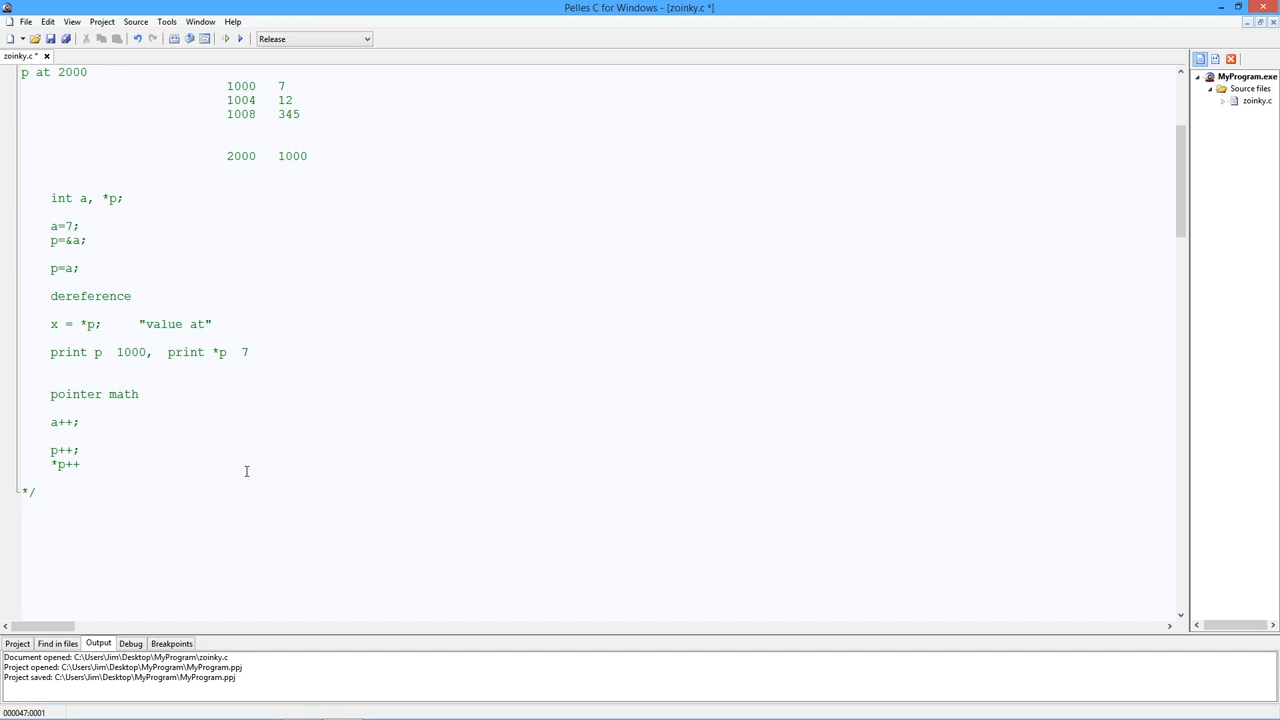 Pelles C for Windows - [zoinky.c *]
File Edit View Project Source Tools Window Help
Release
zoinky.c *
p at 2000
1000 7
1004 12
1008 345
2000 1000
int a, *p;
a=7;
p=&a;
p=a;
dereference
x = *p; "value at"
print p 1000, print *p 7
pointer math
a++;
p++;
*p++
*/
MyProgram.exe
Source files
zoinky.c
Project Find in files Output Debug Breakpoints
Document opened: C:\Users\Jim\Desktop\MyProgram\zoinky.c
Project opened: C:\Users\Jim\Desktop\MyProgram\MyProgram.ppj
Project saved: C:\Users\Jim\Desktop\MyProgram\MyProgram.ppj
000047:0001